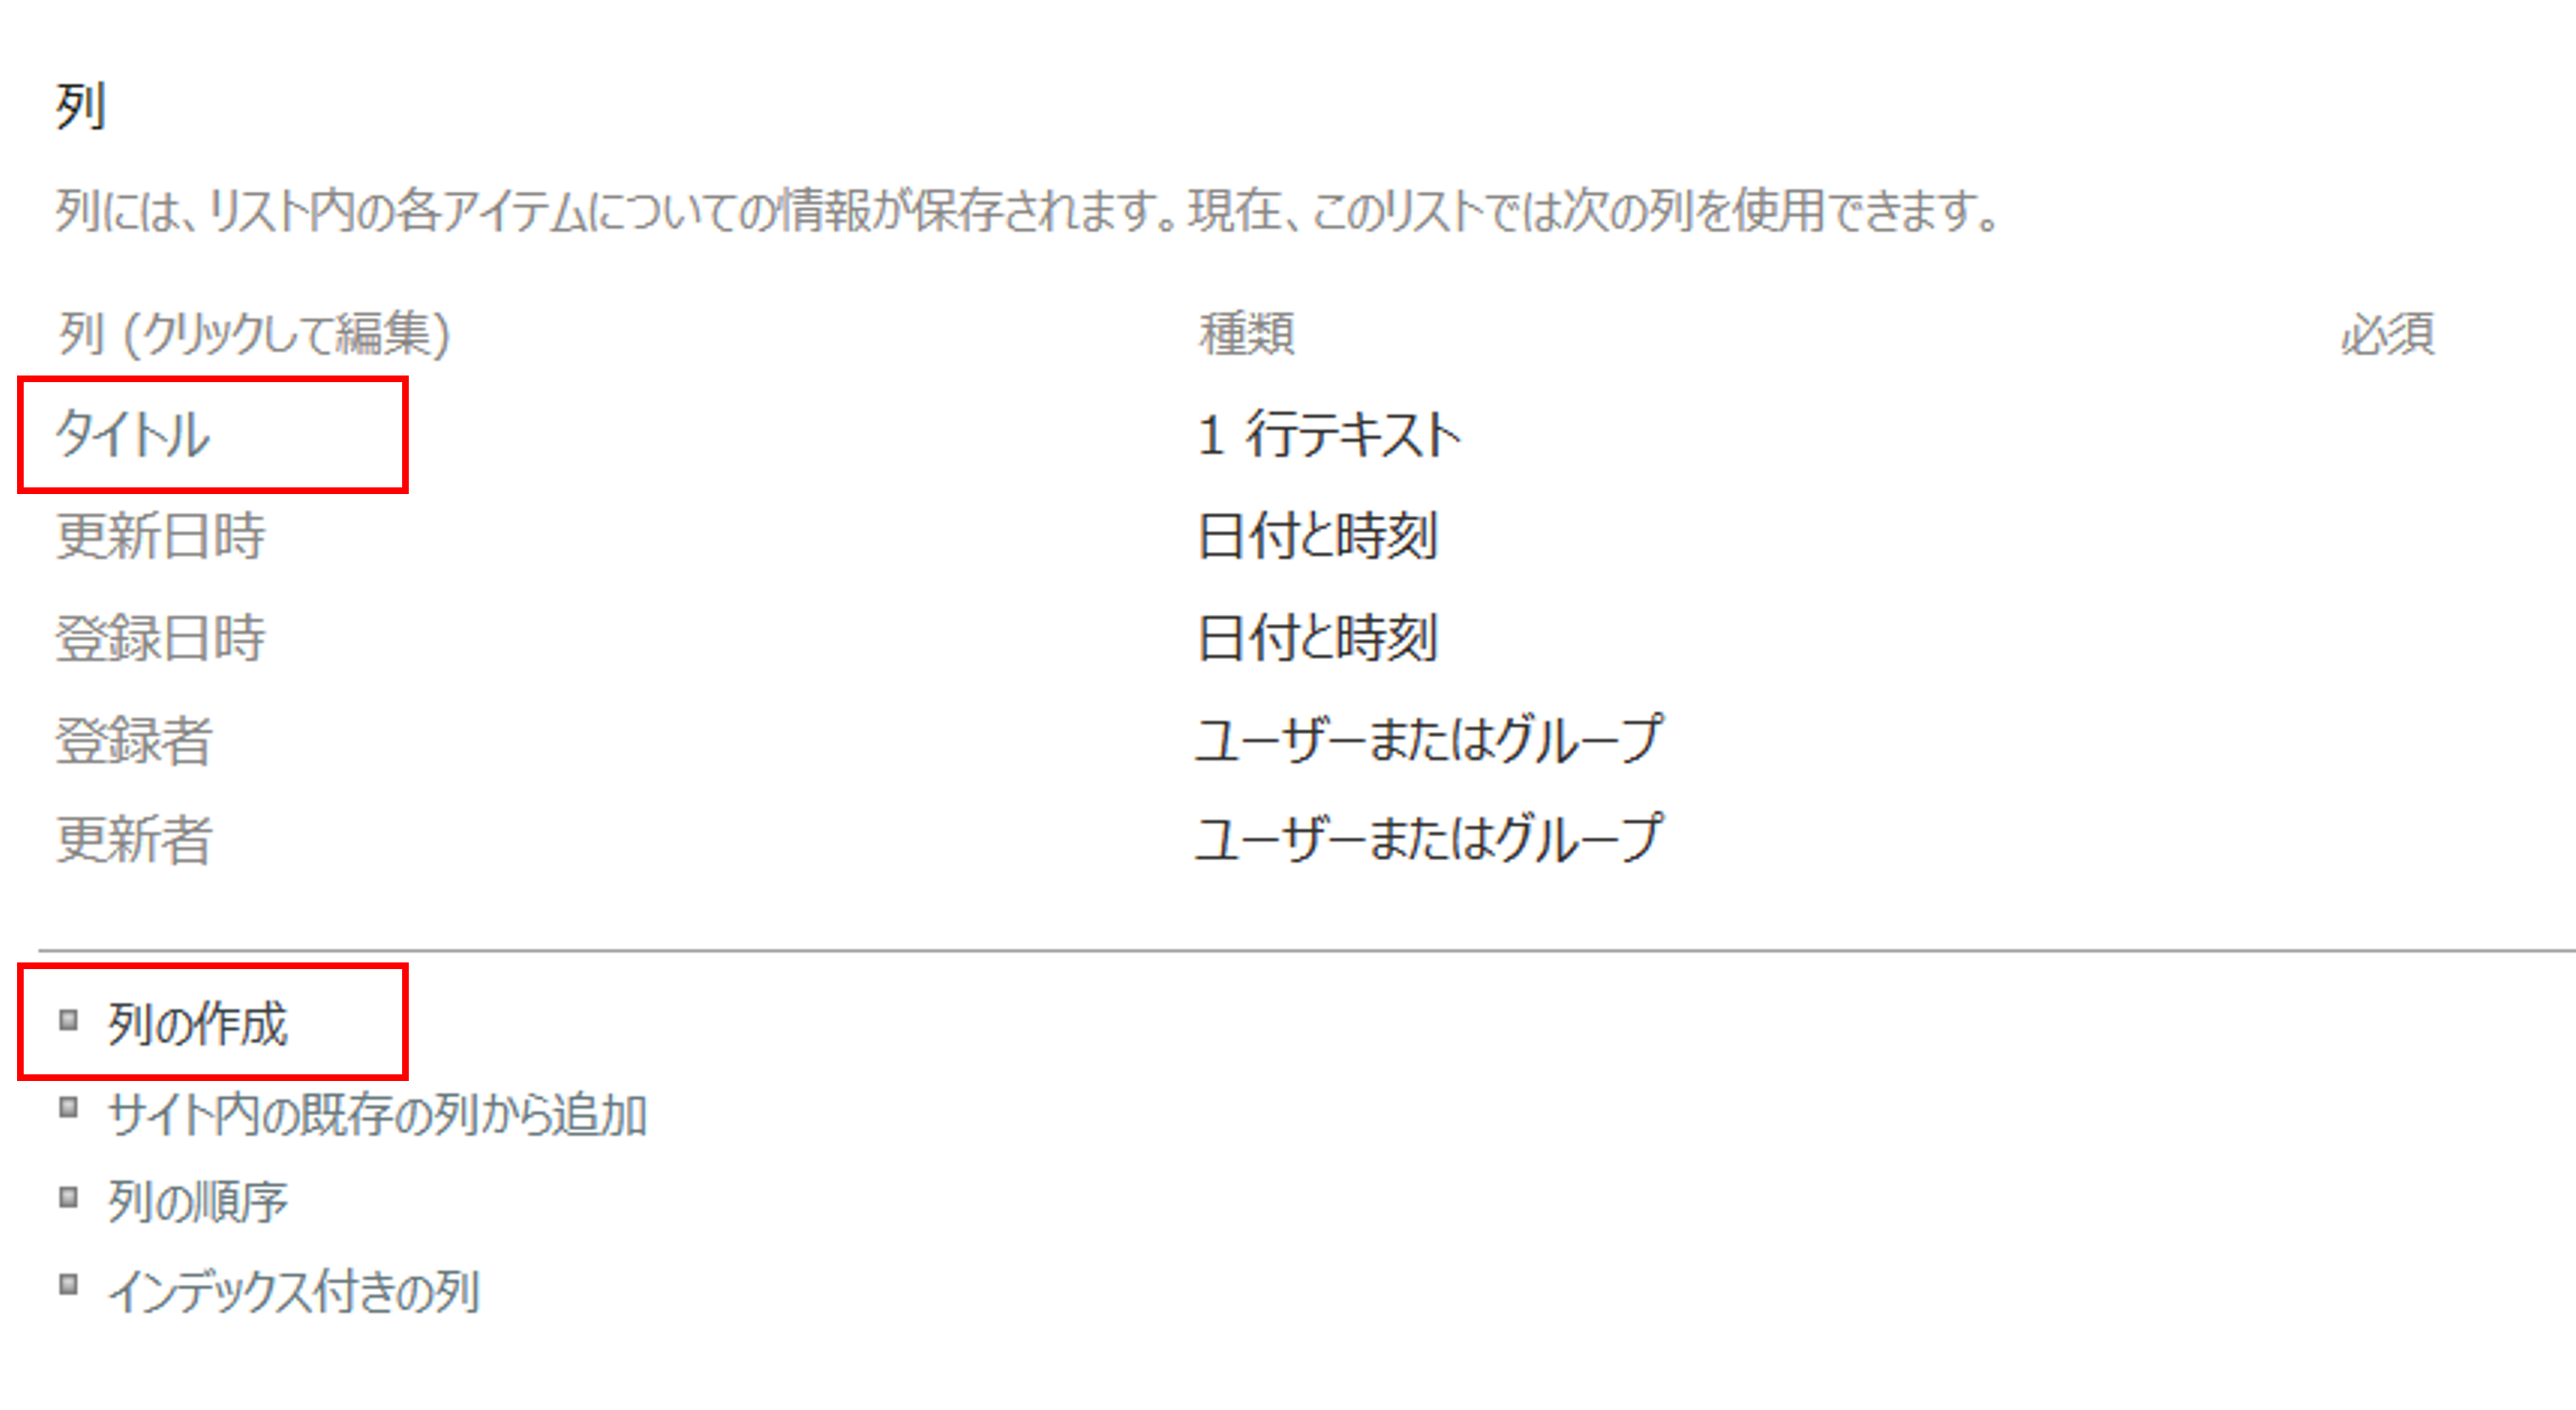 列
列には、リスト内の各アイテムについての情報が保存されます。現在、このリストでは次の列を使用できます。
列 (クリックして編集) 種類 必須
タイトル 1 行テキスト
更新日時 日付と時刻
登録日時 日付と時刻
登録者 ユーザーまたはグループ
更新者 ユーザーまたはグループ
列の作成
サイト内の既存の列から追加
列の順序
インデックス付きの列